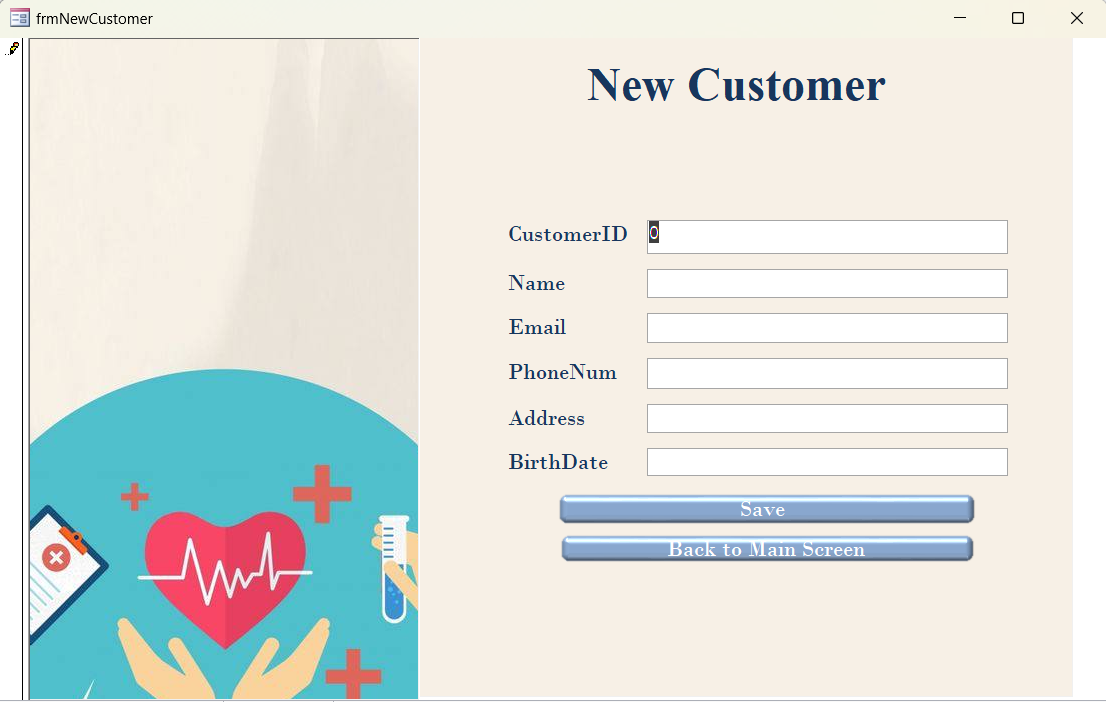 frmNewCustomer
New Customer
CustomerID 0
Name
Email
PhoneNum
Address
BirthDate
Save
Back to Main Screen